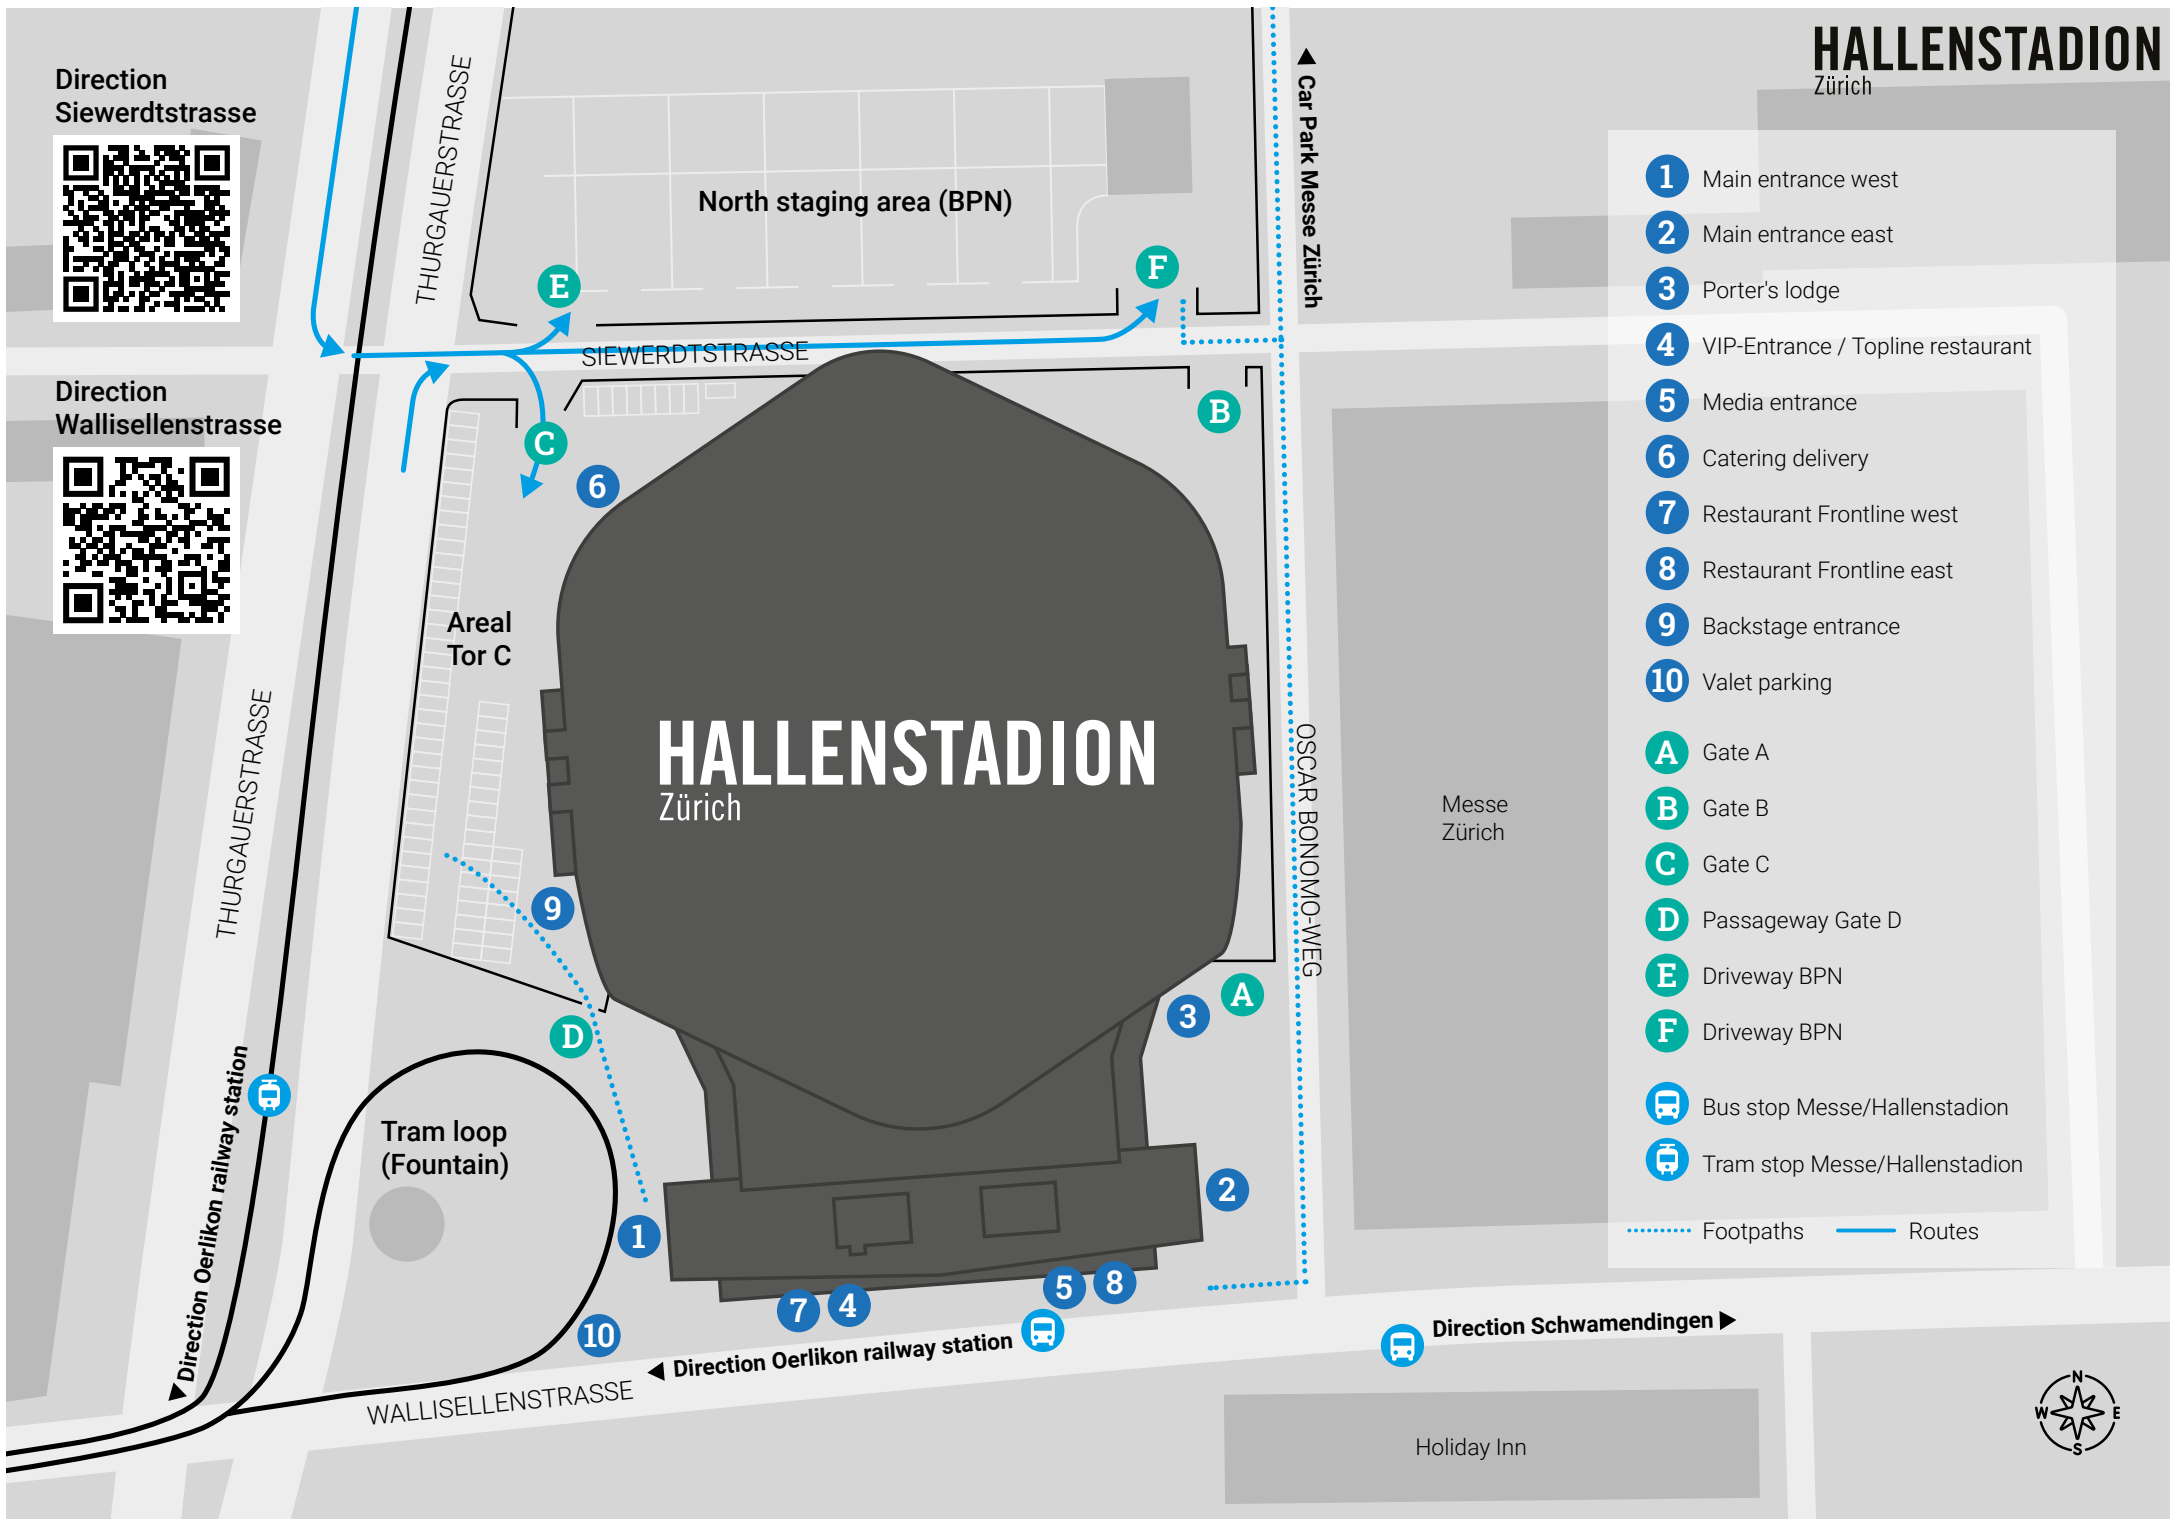 HALLENSTADION
Zürich
Direction
Siewerdtstrasse
Direction
Wallisellenstrasse
THURGAUERSTRASSE
North staging area (BPN)
Car Park Messe Zürich
E
F
SIEWERDTSTRASSE
B
C
6
Areal
Tor C
THURGAUERSTRASSE
HALLENSTADION
Zürich
OSCAR BONOMO-WEG
Messe
Zürich
9
A
3
D
Direction Oerlikon railway station
Tram loop
(Fountain)
1
2
7
4
5
8
10
Direction Oerlikon railway station
Direction Schwamendingen
WALLISELLENSTRASSE
Holiday Inn
1 Main entrance west
2 Main entrance east
3 Porter's lodge
4 VIP-Entrance / Topline restaurant
5 Media entrance
6 Catering delivery
7 Restaurant Frontline west
8 Restaurant Frontline east
9 Backstage entrance
10 Valet parking
A Gate A
B Gate B
C Gate C
D Passageway Gate D
E Driveway BPN
F Driveway BPN
Bus stop Messe/Hallenstadion
Tram stop Messe/Hallenstadion
Footpaths Routes
N
W E
S